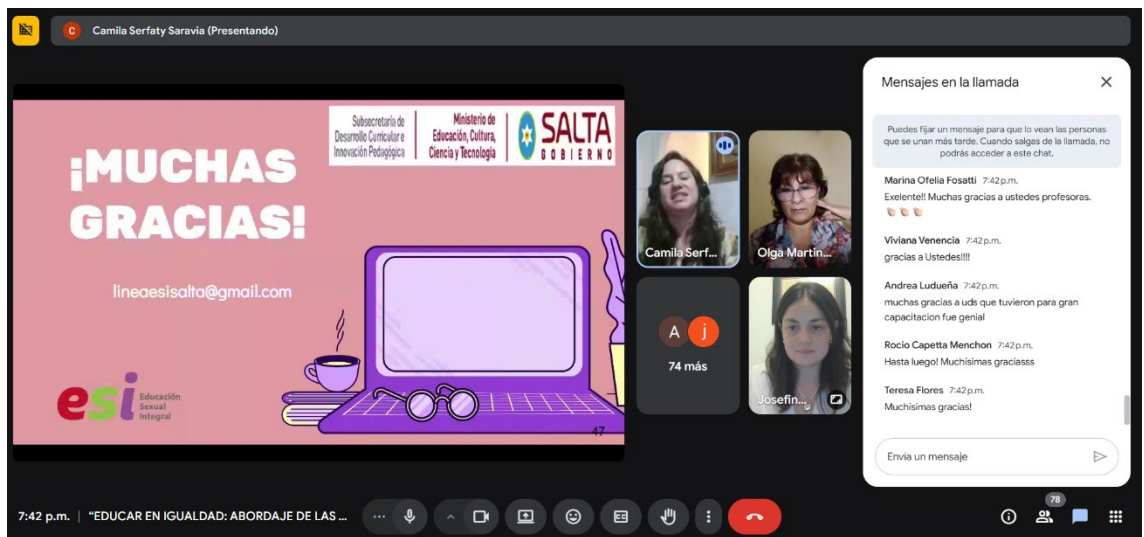 C Camila Serfaty Saravia (Presentando)
Subsecretaría de
Desarrollo Curricular e
Innovación Pedagógica
Ministerio de
Educación, Cultura,
Ciencia y Tecnología
SALTA
GOBIERNO
¡MUCHAS
GRACIAS!
lineaesisalta@gmail.com
esi Educación
Sexual
Integral
47
Camila Serf...
Olga Martin...
A j
74 más
Josefin...
Mensajes en la llamada
Puedes fijar un mensaje para que lo vean las personas
que se unan más tarde. Cuando salgas de la llamada, no
podrás acceder a este chat.
Marina Ofelia Fosatti 7:42 p.m.
Exelente!! Muchas gracias a ustedes profesoras.
👏🏻 👏🏻 👏🏻
Viviana Venencia 7:42 p.m.
gracias a Ustedes!!!!
Andrea Ludueña 7:42 p.m.
muchas gracias a uds que tuvieron para gran
capacitacion fue genial
Rocio Capetta Menchon 7:42 p.m.
Hasta luego! Muchisimas graciasss
Teresa Flores 7:42 p.m.
Muchísimas gracias!
Envía un mensaje
7:42 p.m. | "EDUCAR EN IGUALDAD: ABORDAJE DE LAS ...
78